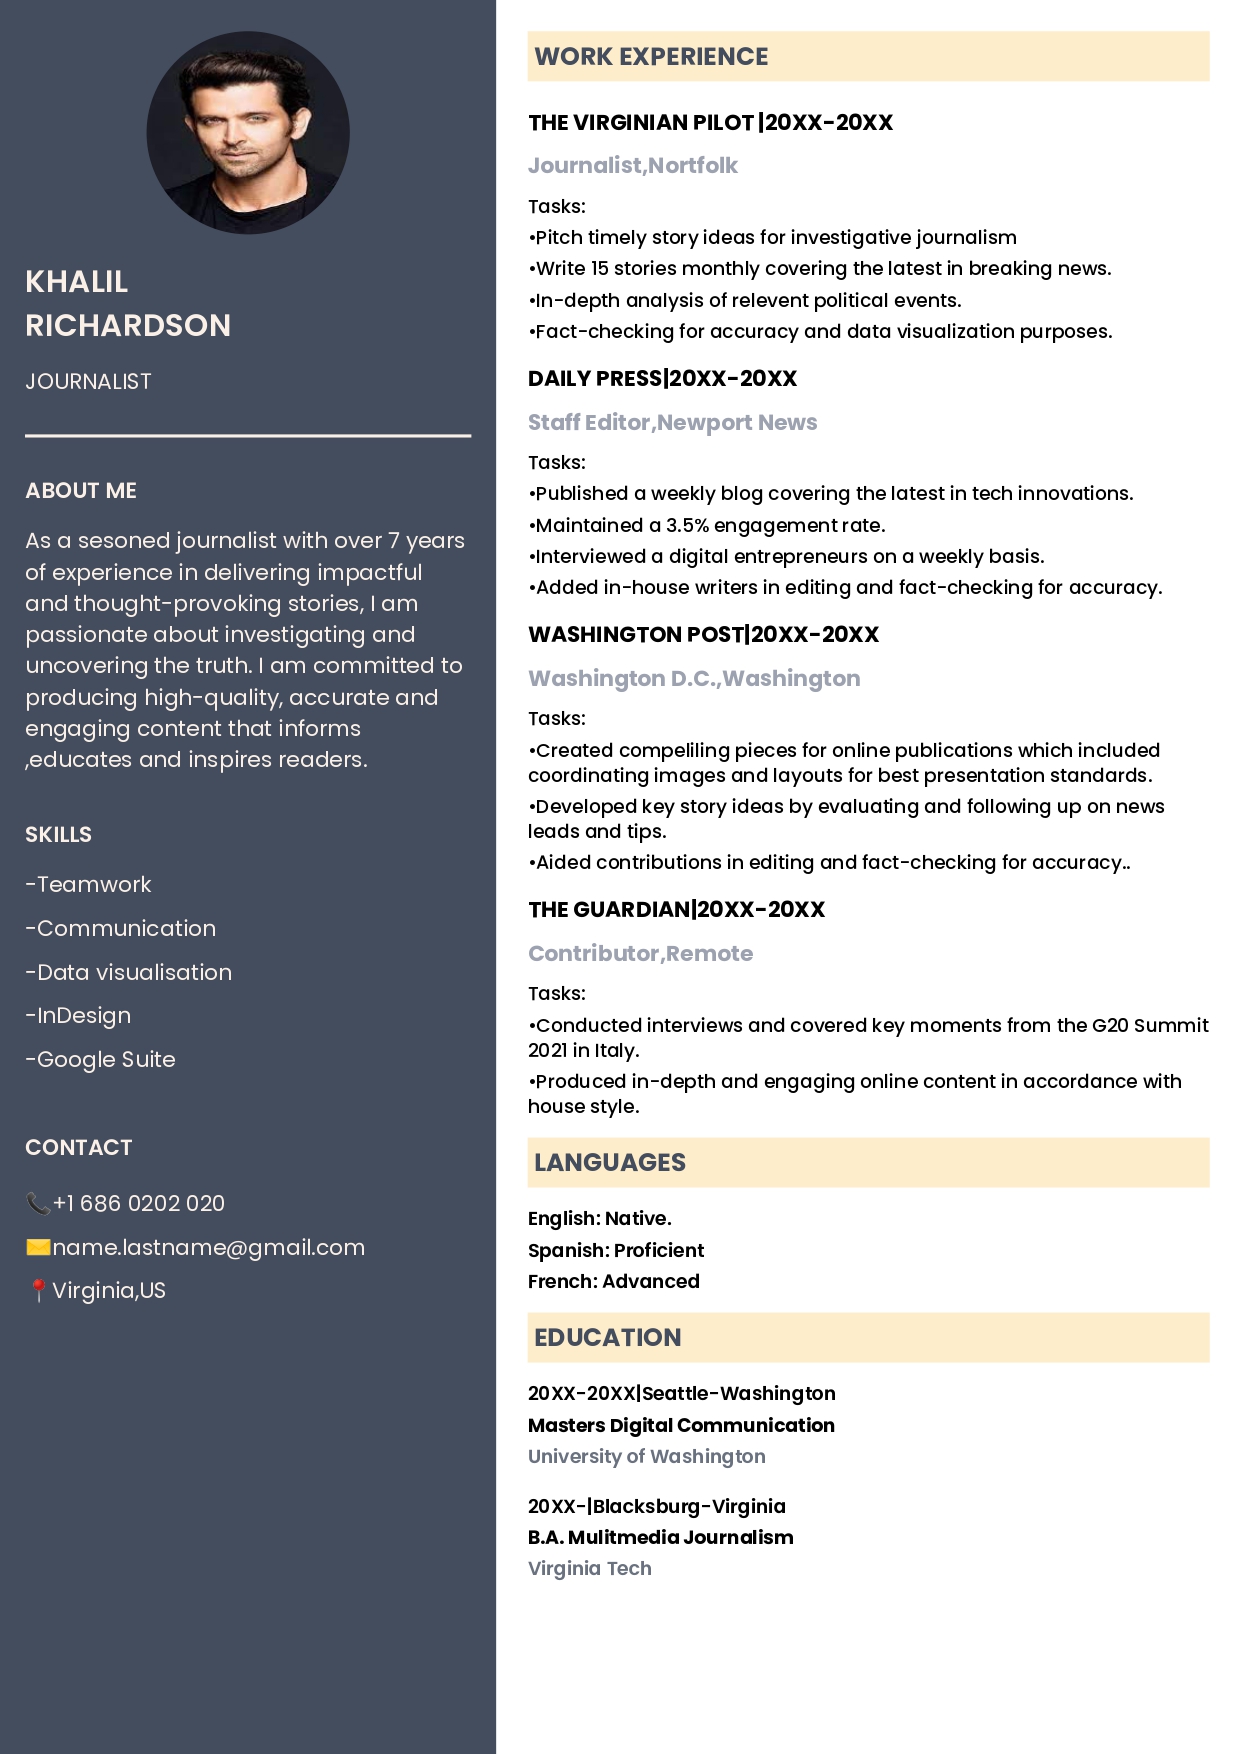 KHALIL
RICHARDSON
JOURNALIST
ABOUT ME
As a sesoned journalist with over 7 years
of experience in delivering impactful
and thought-provoking stories, I am
passionate about investigating and
uncovering the truth. I am committed to
producing high-quality, accurate and
engaging content that informs
,educates and inspires readers.
SKILLS
-Teamwork
-Communication
-Data visualisation
-InDesign
-Google Suite
CONTACT
📞+1 686 0202 020
✉️name.lastname@gmail.com
📍Virginia,US
WORK EXPERIENCE
THE VIRGINIAN PILOT|20XX-20XX
Journalist,Nortfolk
Tasks:
•Pitch timely story ideas for investigative journalism
•Write 15 stories monthly covering the latest in breaking news.
•In-depth analysis of relevent political events.
•Fact-checking for accuracy and data visualization purposes.
DAILY PRESS|20XX-20XX
Staff Editor,Newport News
Tasks:
•Published a weekly blog covering the latest in tech innovations.
•Maintained a 3.5% engagement rate.
•Interviewed a digital entrepreneurs on a weekly basis.
•Added in-house writers in editing and fact-checking for accuracy.
WASHINGTON POST|20XX-20XX
Washington D.C.,Washington
Tasks:
•Created compeliling pieces for online publications which included
coordinating images and layouts for best presentation standards.
•Developed key story ideas by evaluating and following up on news
leads and tips.
•Aided contributions in editing and fact-checking for accuracy..
THE GUARDIAN|20XX-20XX
Contributor,Remote
Tasks:
•Conducted interviews and covered key moments from the G20 Summit
2021 in Italy.
•Produced in-depth and engaging online content in accordance with
house style.
LANGUAGES
English: Native.
Spanish: Proficient
French: Advanced
EDUCATION
20XX-20XX|Seattle-Washington
Masters Digital Communication
University of Washington
20XX-|Blacksburg-Virginia
B.A. Mulitmedia Journalism
Virginia Tech